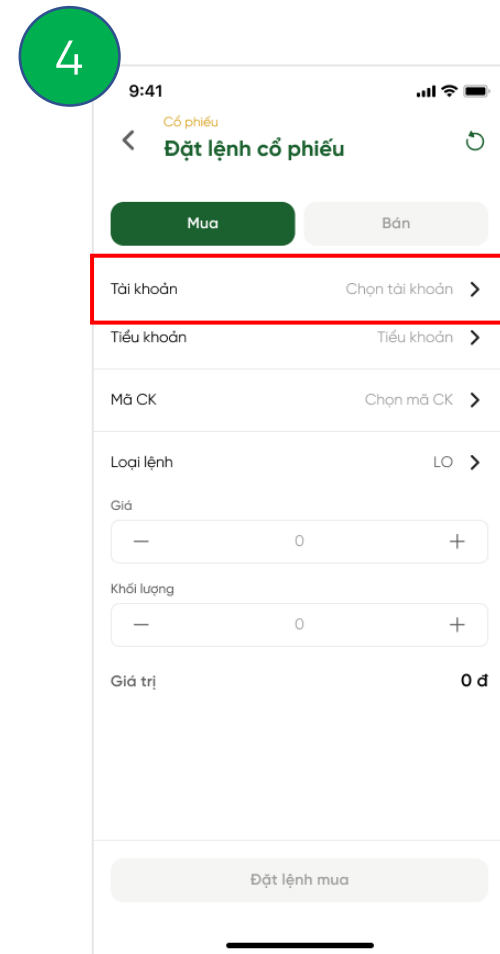 4
9:41
Cổ phiếu
Đặt lệnh cổ phiếu
Mua Bán
Tài khoản Chọn tài khoản
Tiểu khoản Tiểu khoản
Mã CK Chọn mã CK
Loại lệnh LO
Giá
— 0 +
Khối lượng
— 0 +
Giá trị 0 đ
Đặt lệnh mua